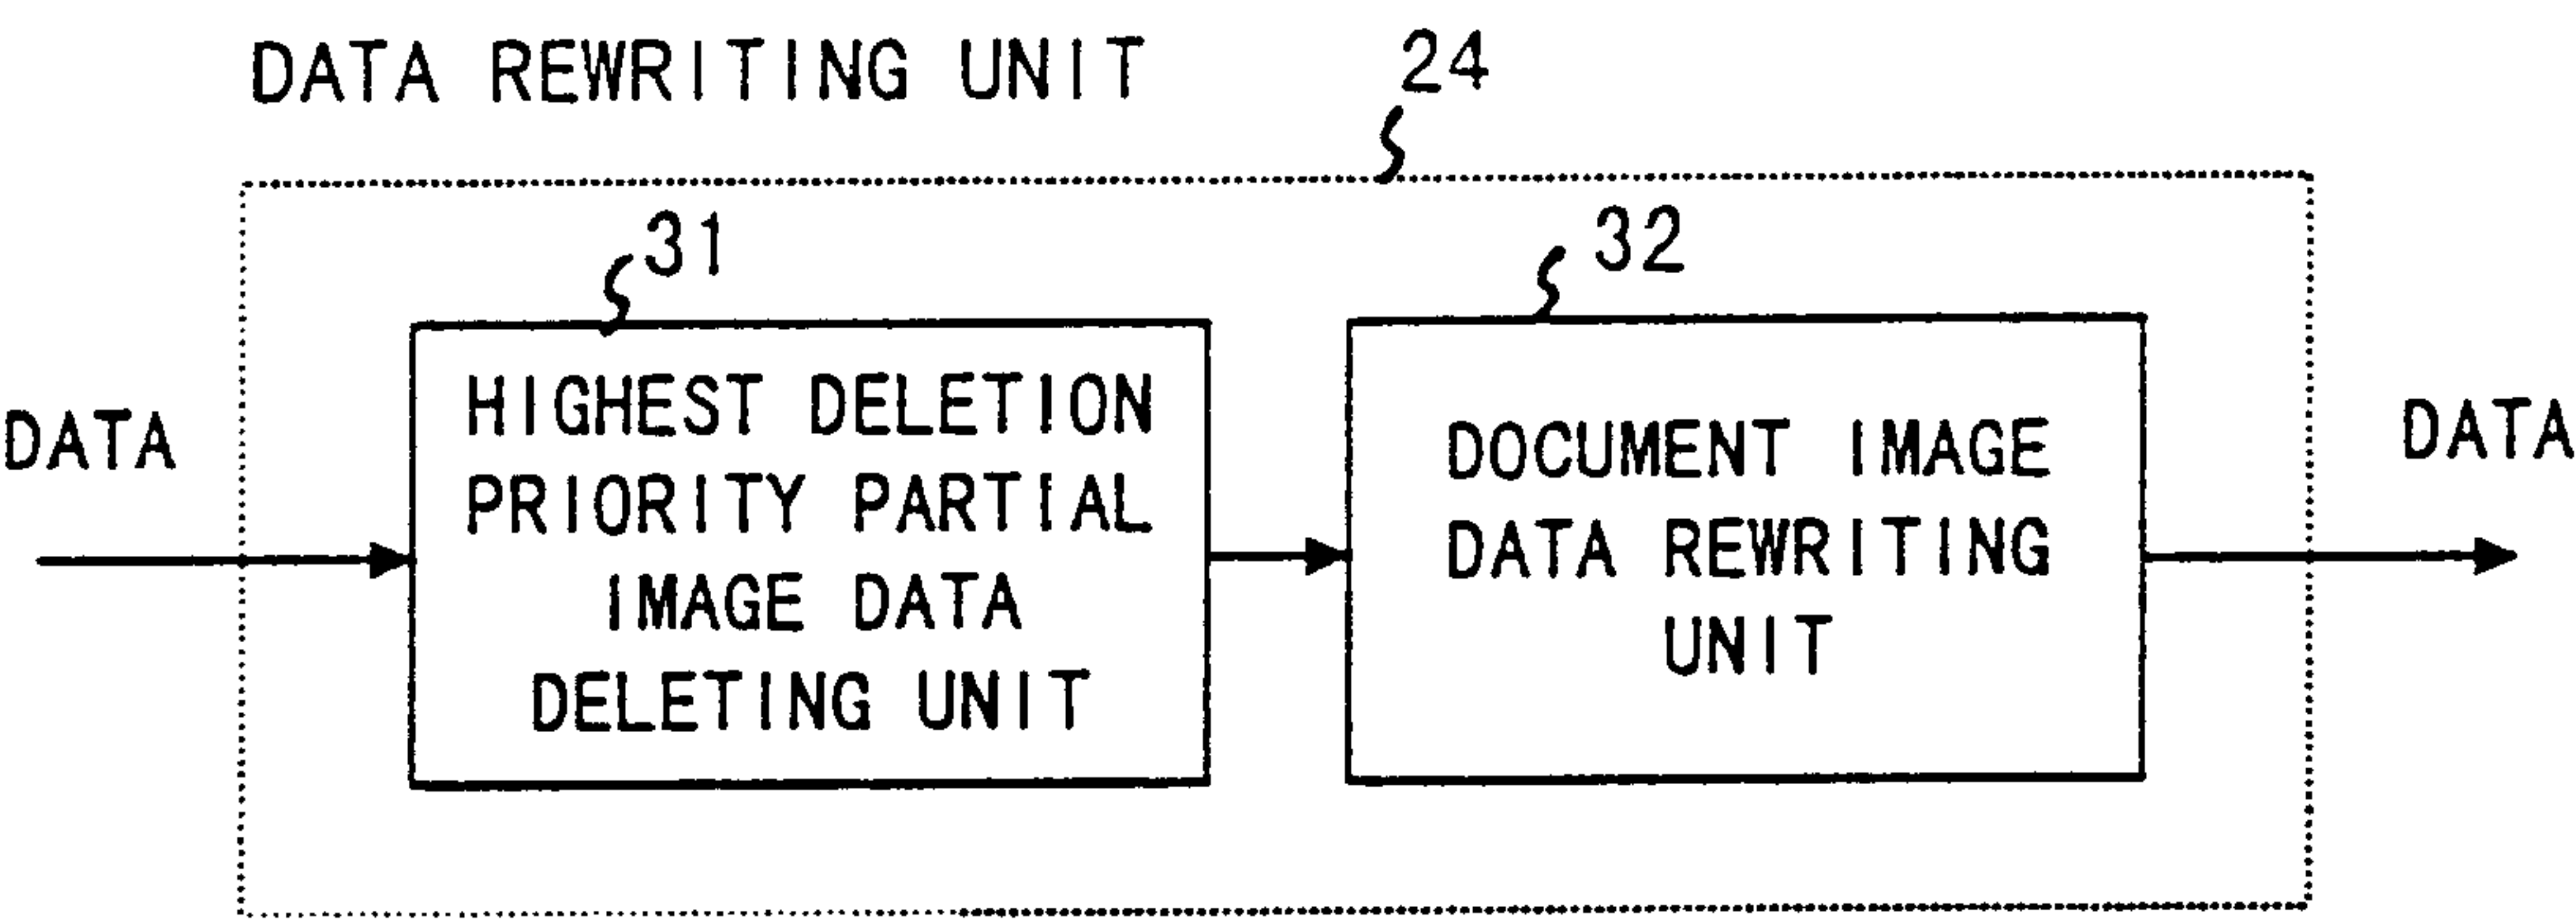 DATA REWRITING UNIT
24
31
32
DATA
HIGHEST DELETION
PRIORITY PARTIAL
IMAGE DATA
DELETING UNIT
DOCUMENT IMAGE
DATA REWRITING
UNIT
DATA